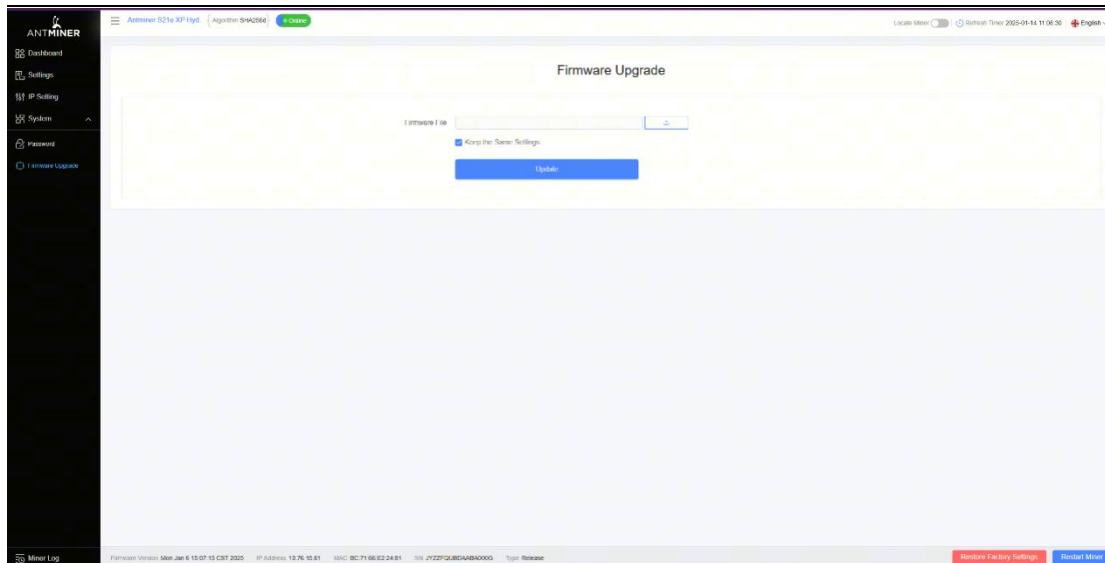 ANTMINER
Antminer S21e XP Hyd. Algorithm SHA256d Online
Locate Miner Refresh Timer 2025-01-14 11:06:30 English
Dashboard
Settings
IP Setting
System
Password
Firmware Upgrade
Firmware Upgrade
Firmware File
Keep the Same Settings
Update
Miner Log
Firmware Version Mon Jan 6 15:07:13 CST 2025 IP Address 13.76.15.61 MAC BC:71:66:E2:24:81 SN Type Release
Restore Factory Settings Restart Miner